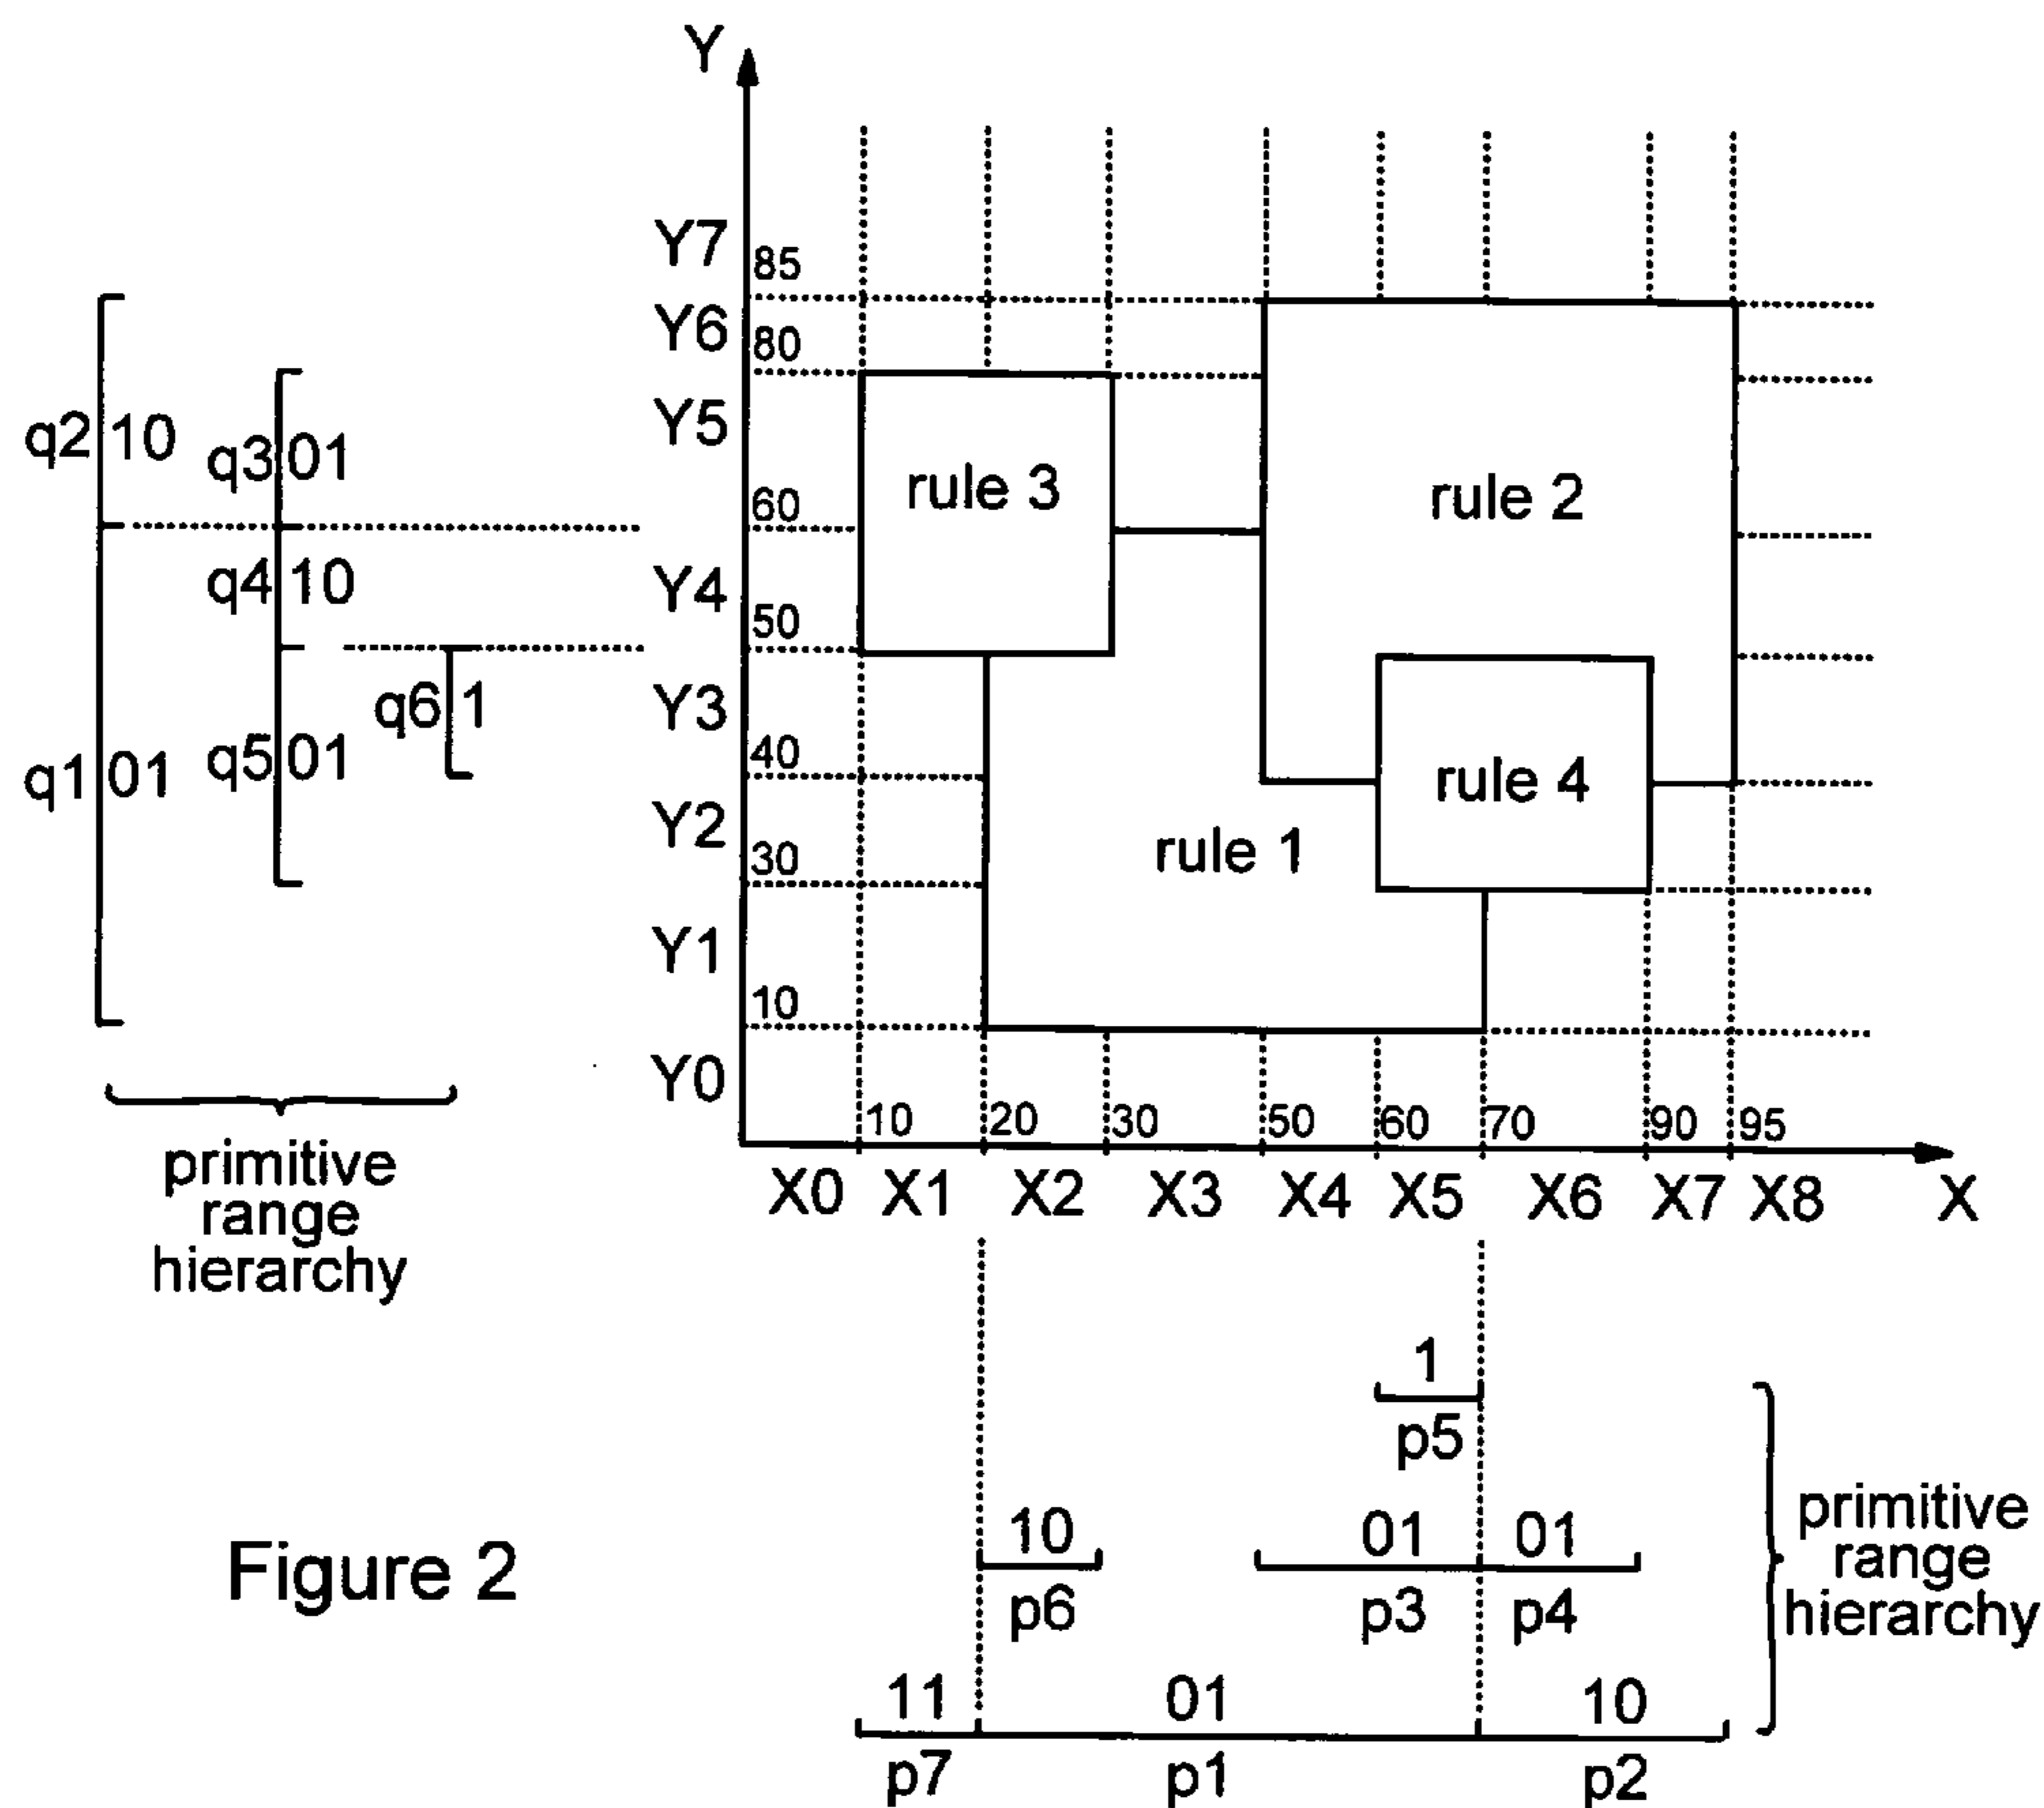 Y
Y7
85
Y6
80
Y5
60
Y4
50
Y3
40
Y2
30
Y1
10
Y0
rule 3
rule 2
rule 4
rule 1
q2 10
q3 01
q4 10
q6 1
q1 01
q5 01
primitive
range
hierarchy
10 20 30 50 60 70 90 95
X0 X1 X2 X3 X4 X5 X6 X7 X8 X
1
p5
10 01 01
p6 p3 p4
11 01 10
p7 p1 p2
primitive
range
hierarchy
Figure 2